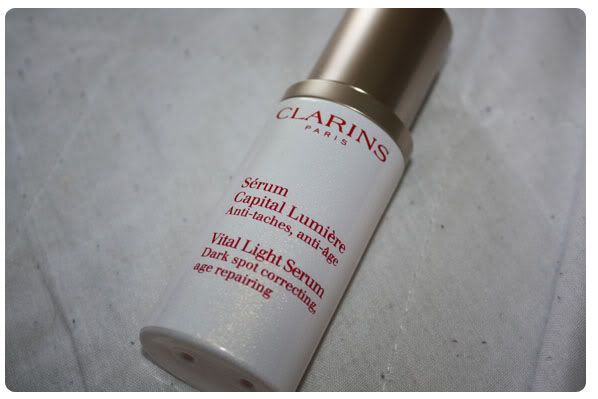 CLARINS
PARIS
Sérum
Capital Lumière
Anti-taches, anti-âge
Vital Light Serum
Dark spot correcting,
age repairing